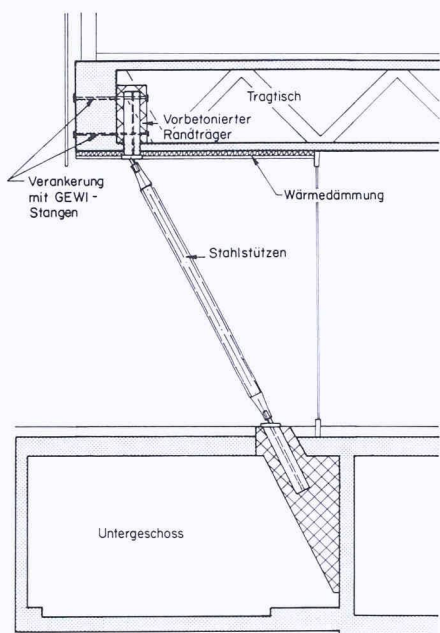 Tragtisch
Vorbetonierter
Randträger
Verankerung
mit GEWI-
Stangen
Wärmedämmung
Stahlstützen
Untergeschoss